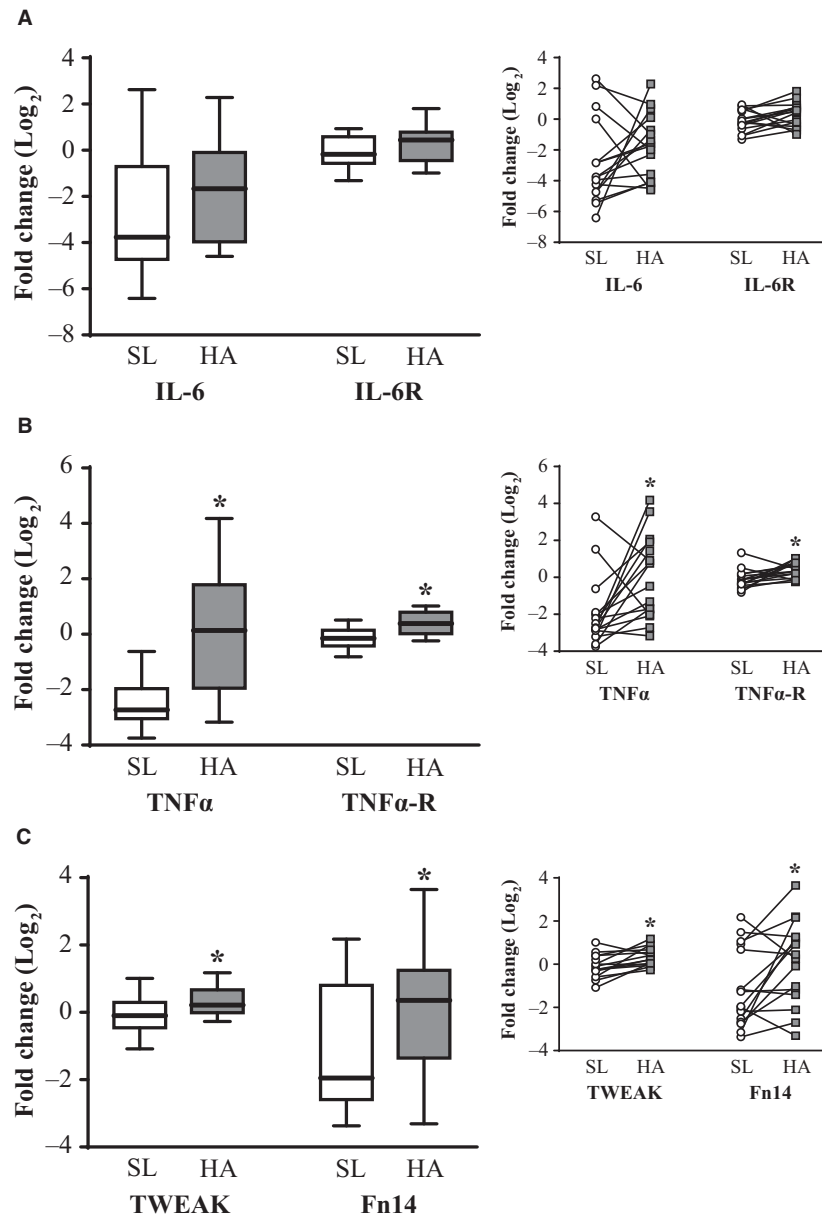 A
Fold change (Log2)
4
2
0
–2
–4
–6
–8
SL HA SL HA
IL-6 IL-6R
Fold change (Log2)
4
2
0
–2
–4
–6
–8
SL HA SL HA
IL-6 IL-6R
B
Fold change (Log2)
6
4
2
0
–2
–4
* *
SL HA SL HA
TNFα TNFα-R
Fold change (Log2)
6
4
2
0
–2
–4
* *
SL HA SL HA
TNFα TNFα-R
C
Fold change (Log2)
4
2
0
–2
–4
* *
SL HA SL HA
TWEAK Fn14
Fold change (Log2)
4
2
0
–2
–4
* *
SL HA SL HA
TWEAK Fn14